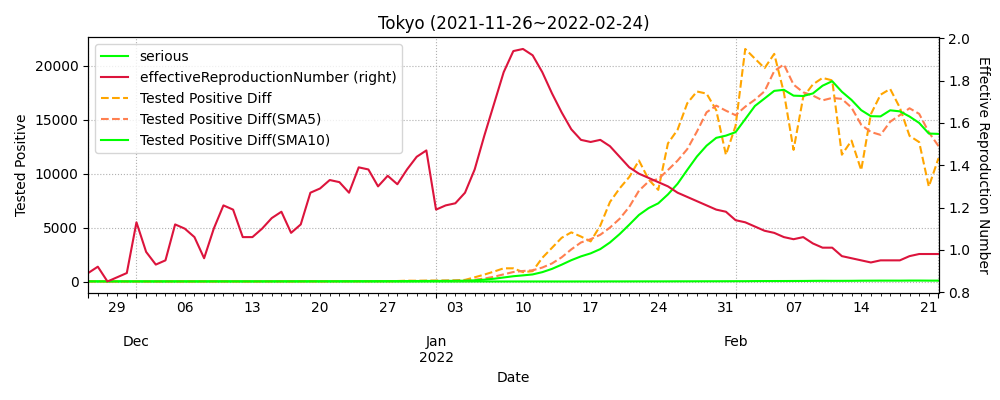 Tokyo (2021-11-26~2022-02-24)
serious
effectiveReproductionNumber (right)
Tested Positive Diff
Tested Positive Diff(SMA5)
Tested Positive Diff(SMA10)
Tested Positive
20000
15000
10000
5000
0
2.0
1.8
1.6
1.4
1.2
1.0
0.8
Effective Reproduction Number
29 06 13 20 27 03 10 17 24 31 07 14 21
Dec Jan Feb
2022
Date